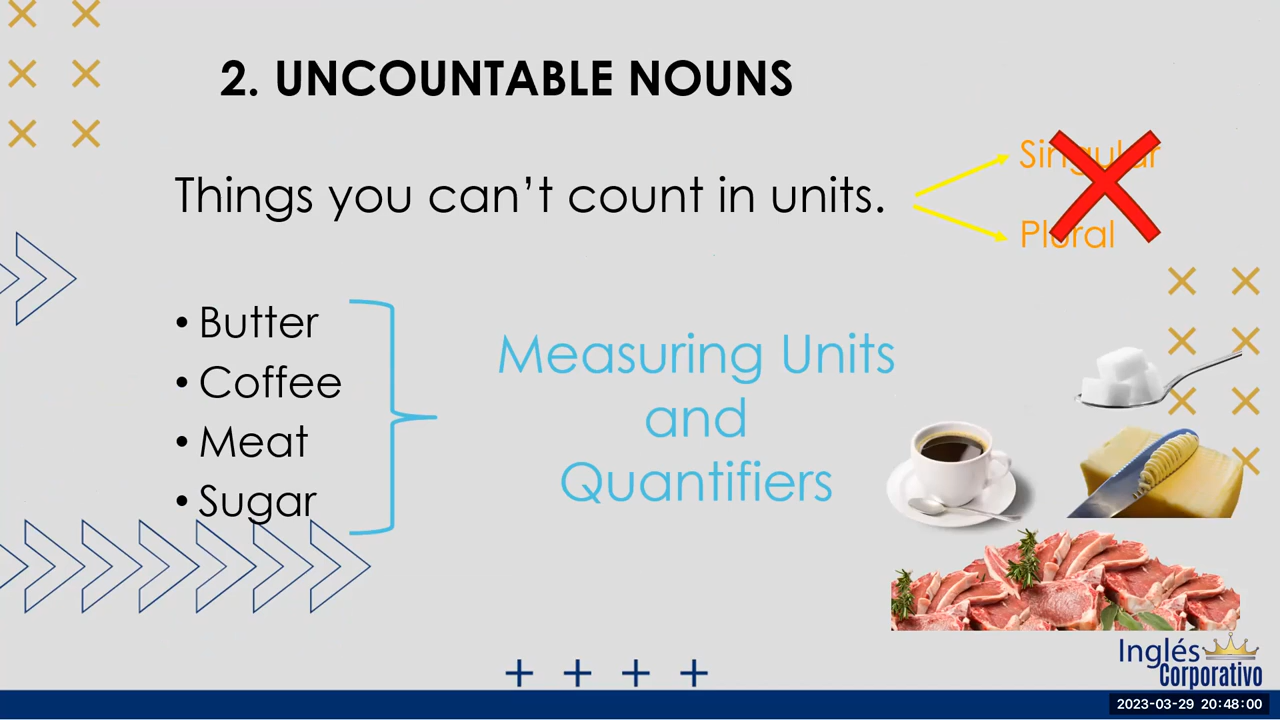 2. UNCOUNTABLE NOUNS
Things you can’t count in units.
Singular
Plural
• Butter
• Coffee
• Meat
• Sugar
Measuring Units
and
Quantifiers
Inglés
Corporativo
2023-03-29 20:48:00